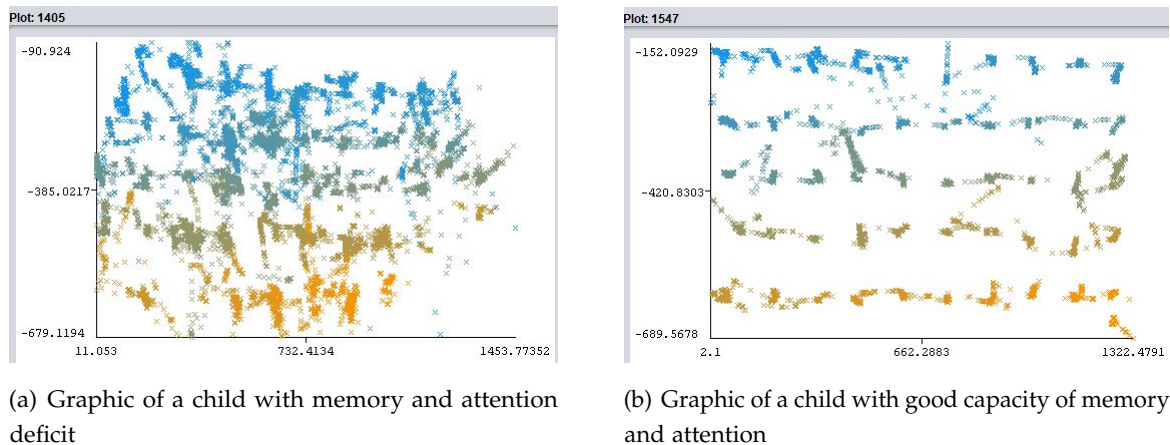 Plot: 1405
-90.924
-385.0217
-679.1194
11.053
732.4134
1453.77352
(a) Graphic of a child with memory and attention
deficit
Plot: 1547
-152.0929
-420.8303
-689.5678
2.1
662.2883
1322.4791
(b) Graphic of a child with good capacity of memory
and attention